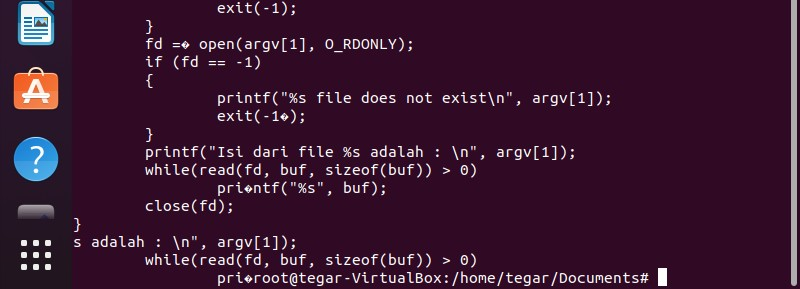 exit(-1);
}
fd =� open(argv[1], O_RDONLY);
if (fd == -1)
{
printf("%s file does not exist\n", argv[1]);
exit(-1�);
}
printf("Isi dari file %s adalah : \n", argv[1]);
while(read(fd, buf, sizeof(buf)) > 0)
pri�ntf("%s", buf);
close(fd);
}
s adalah : \n", argv[1]);
while(read(fd, buf, sizeof(buf)) > 0)
pri�root@tegar-VirtualBox:/home/tegar/Documents#